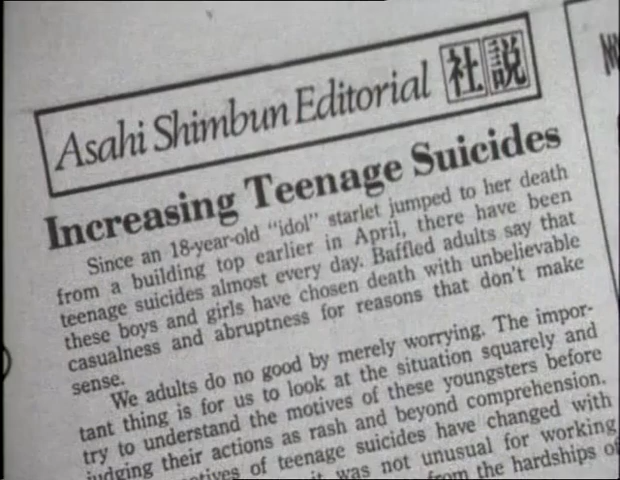 Asahi Shimbun Editorial 社説
Increasing Teenage Suicides
Since an 18-year-old "idol" starlet jumped to her death
from a building top earlier in April, there have been
teenage suicides almost every day. Baffled adults say that
these boys and girls have chosen death with unbelievable
casualness and abruptness for reasons that don't make
sense.
We adults do no good by merely worrying. The impor-
tant thing is for us to look at the situation squarely and
try to understand the motives of these youngsters before
judging their actions as rash and beyond comprehension.
of teenage suicides have changed with
it was not unusual for working
from the hardships of